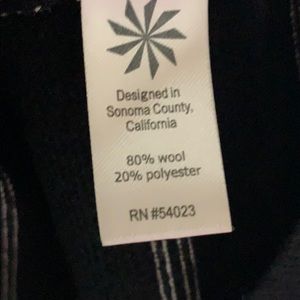 Designed in
Sonoma County,
California
80% wool
20% polyester
RN #54023